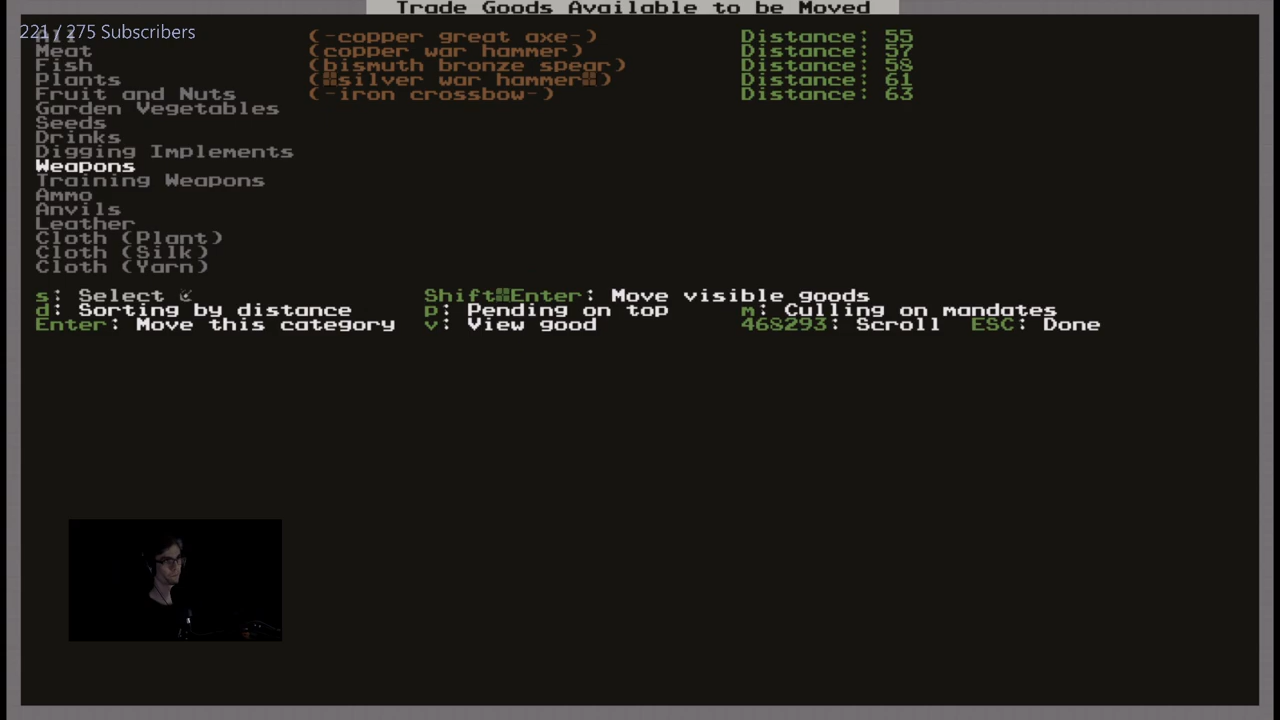 Trade Goods Available to be Moved
221 / 275 Subscribers
(-copper great axe-) Distance: 55
Meat (copper war hammer) Distance: 57
Fish (bismuth bronze spear) Distance: 58
Plants (silver war hammer) Distance: 61
Fruit and Nuts (-iron crossbow-) Distance: 63
Garden Vegetables
Seeds
Drinks
Digging Implements
Weapons
Training Weapons
Ammo
Anvils
Leather
Cloth (Plant)
Cloth (Silk)
Cloth (Yarn)
s: Select Shift Enter: Move visible goods
d: Sorting by distance p: Pending on top m: Culling on mandates
Enter: Move this category v: View good 468293: Scroll ESC: Done